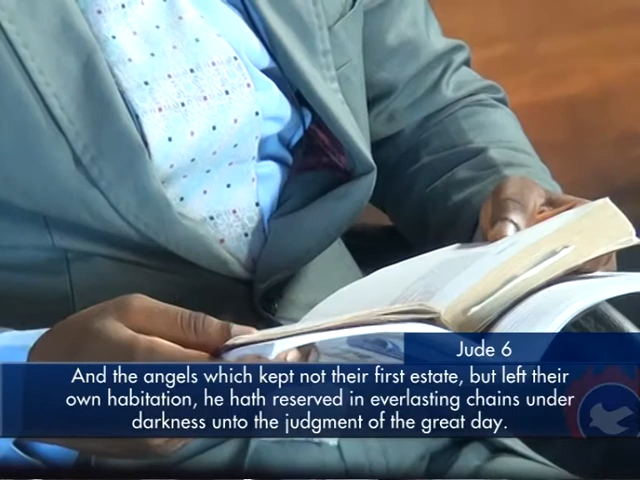 Jude 6
And the angels which kept not their first estate, but left their
own habitation, he hath reserved in everlasting chains under
darkness unto the judgment of the great day.